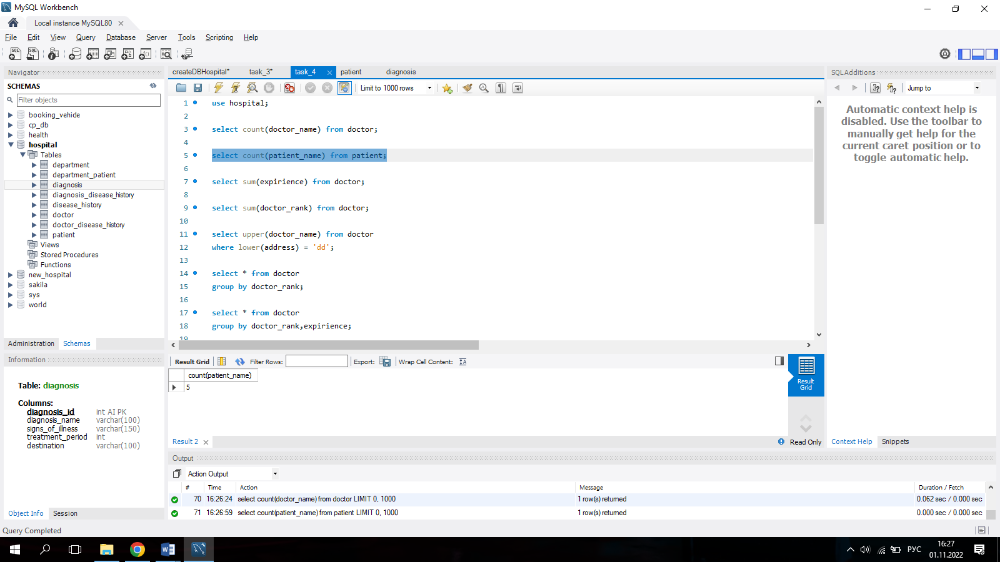 MySQL Workbench
Local instance MySQL80
File Edit View Query Database Server Tools Scripting Help
Navigator
SCHEMAS
Filter objects
booking_vehide
cp_db
health
hospital
Tables
department
department_patient
diagnosis
diagnosis_disease_history
disease_history
doctor
doctor_disease_history
patient
Views
Stored Procedures
Functions
new_hospital
sakila
sys
world
Administration Schemas
Information
Table: diagnosis
Columns:
diagnosis_id int AI PK
diagnosis_name varchar(100)
signs_of_illness varchar(150)
treatment_period int
destination varchar(100)
Object Info Session
createDBHospital* task_3* task_4 patient diagnosis
Limit to 1000 rows
1 use hospital;
2
3 select count(doctor_name) from doctor;
4
5 select count(patient_name) from patient;
6
7 select sum(expirience) from doctor;
8
9 select sum(doctor_rank) from doctor;
10
11 select upper(doctor_name) from doctor
12 where lower(address) = 'dd';
13
14 select * from doctor
15 group by doctor_rank;
16
17 select * from doctor
18 group by doctor_rank,expirience;
19
Result Grid Filter Rows: Export: Wrap Cell Content:
count(patient_name)
5
Result Grid
Result 2
Read Only
SQLAdditions
Jump to
Automatic context help is
disabled. Use the toolbar to
manually get help for the
current caret position or to
toggle automatic help.
Context Help Snippets
Output
Action Output
# Time Action Message Duration / Fetch
70 16:26:24 select count(doctor_name) from doctor LIMIT 0, 1000 1 row(s) returned 0.062 sec / 0.000 sec
71 16:26:59 select count(patient_name) from patient LIMIT 0, 1000 1 row(s) returned 0.000 sec / 0.000 sec
Query Completed
РУС
16:27
01.11.2022